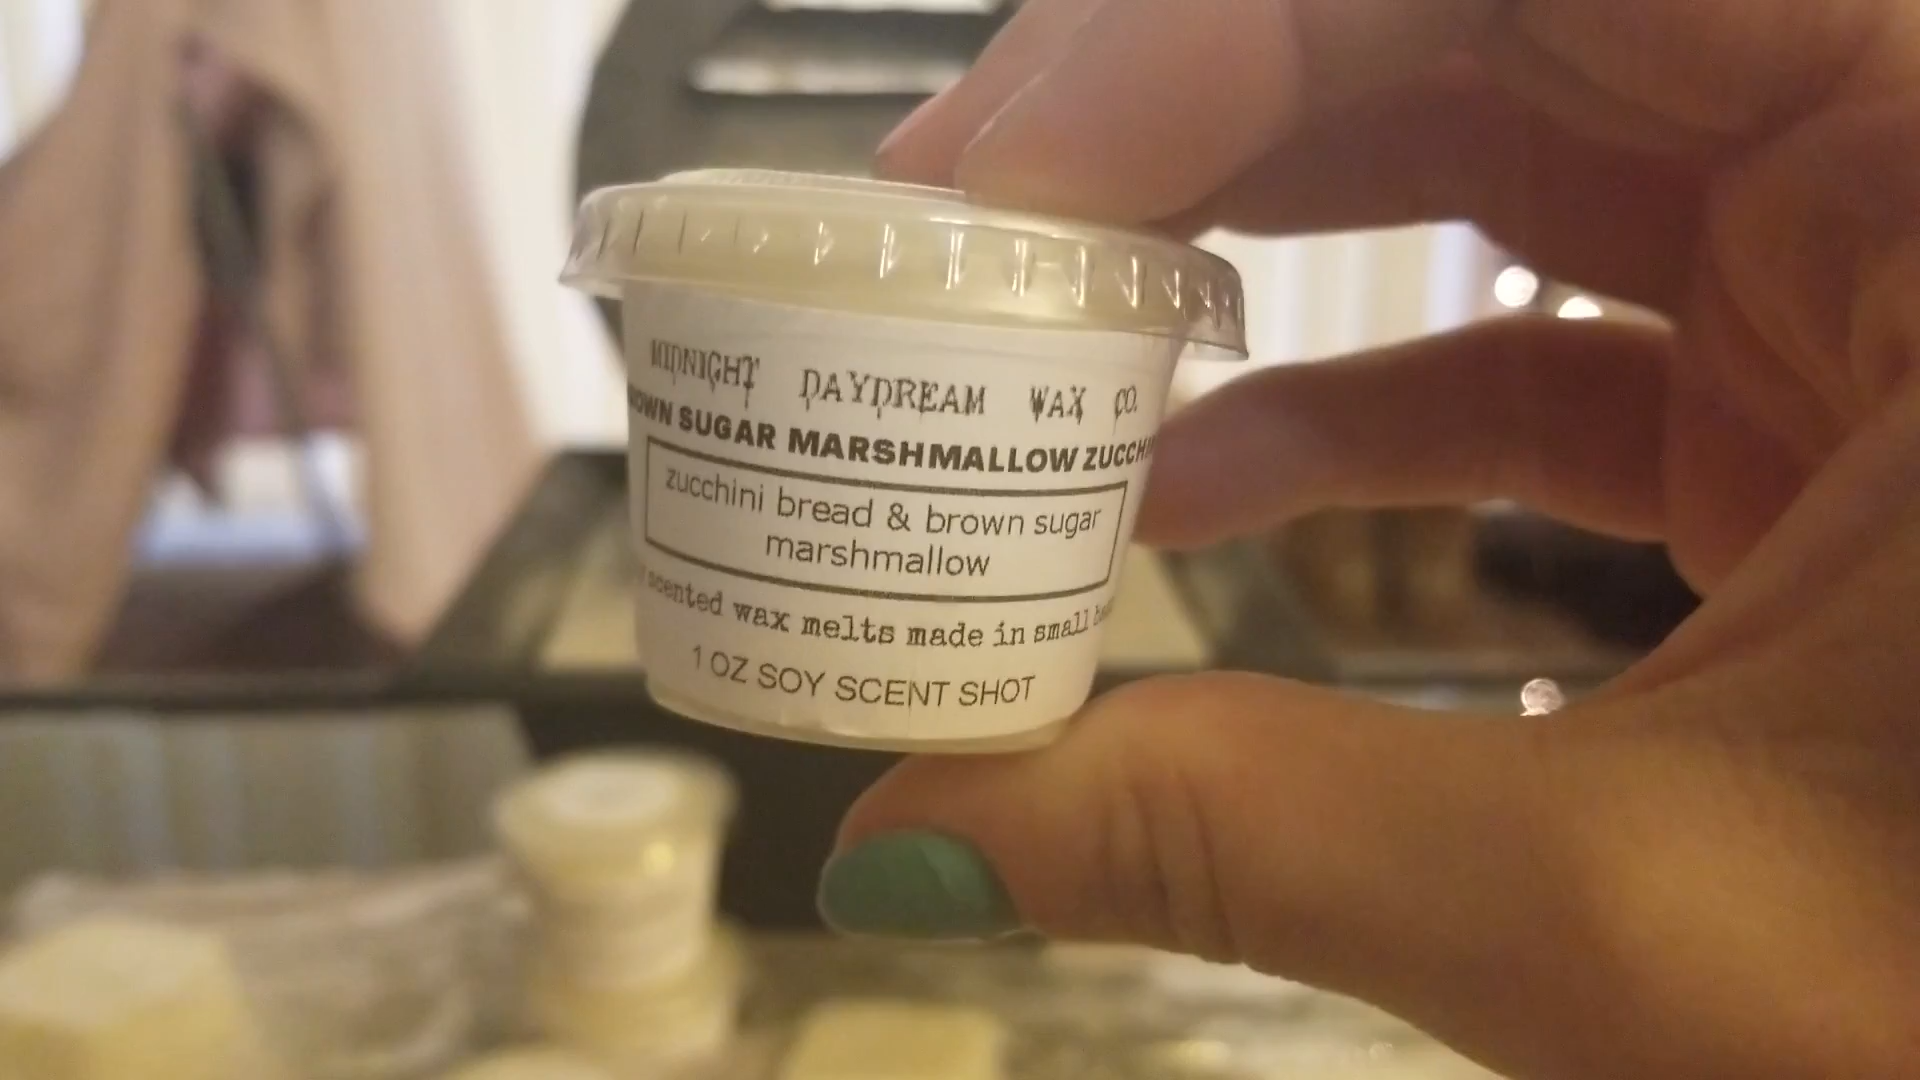 MIDNIGHT DAYDREAM WAX CO.
SUGAR MARSHMALLOW
zucchini bread & brown sugar
marshmallow
scented wax melts made in small
1 OZ SOY SCENT SHOT